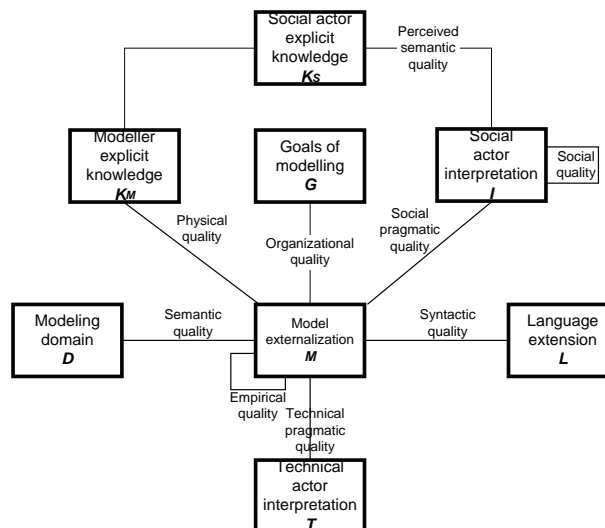 Social actor
explicit
knowledge
KS
Perceived
semantic
quality
Modeller
explicit
knowledge
KM
Goals of
modelling
G
Social
actor
interpretation
I
Social
quality
Physical
quality
Organizational
quality
Social
pragmatic
quality
Modeling
domain
D
Semantic
quality
Model
externalization
M
Syntactic
quality
Language
extension
L
Empirical
quality
Technical
pragmatic
quality
Technical
actor
interpretation
T